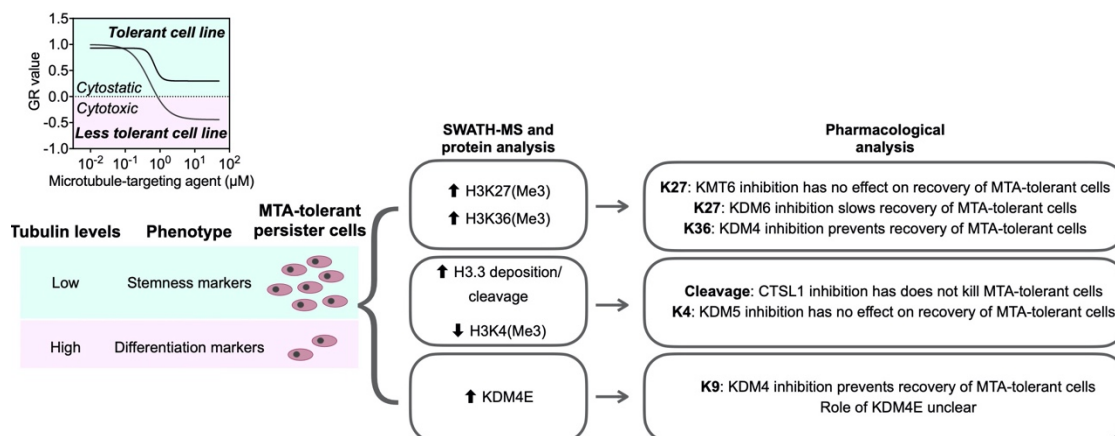 1.5
1.0
0.5
0.0
-0.5
-1.0
GR value
Tolerant cell line
Cytostatic
Cytotoxic
Less tolerant cell line
10⁻² 10⁻¹ 10⁰ 10¹ 10²
Microtubule-targeting agent (µM)
Tubulin levels
Phenotype
MTA-tolerant
persister cells
Low
Stemness markers
High
Differentiation markers
SWATH-MS and
protein analysis
⬆ H3K27(Me3)
⬆ H3K36(Me3)
⬆ H3.3 deposition/
cleavage
⬇ H3K4(Me3)
⬆ KDM4E
Pharmacological
analysis
K27: KMT6 inhibition has no effect on recovery of MTA-tolerant cells
K27: KDM6 inhibition slows recovery of MTA-tolerant cells
K36: KDM4 inhibition prevents recovery of MTA-tolerant cells
Cleavage: CTSL1 inhibition has does not kill MTA-tolerant cells
K4: KDM5 inhibition has no effect on recovery of MTA-tolerant cells
K9: KDM4 inhibition prevents recovery of MTA-tolerant cells
Role of KDM4E unclear